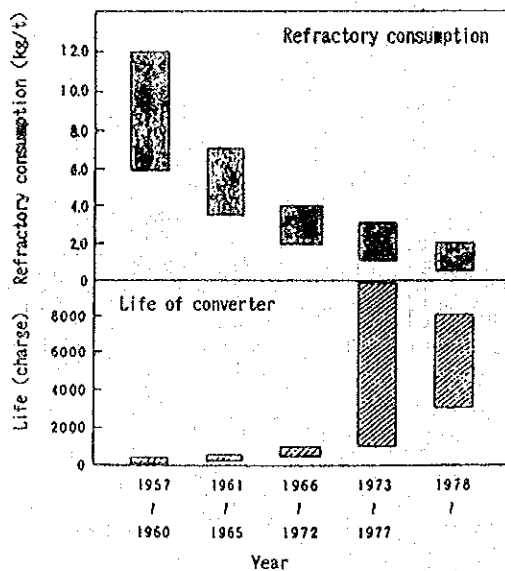 Refractory consumption
Refractory consumption (kg/t)
12.0
10.0
8.0
6.0
4.0
2.0
0
Life of converter
Life (charge)
8000
6000
4000
2000
0
1957 1961 1966 1973 1978
~ ~ ~ ~ ~
1960 1965 1972 1977
Year